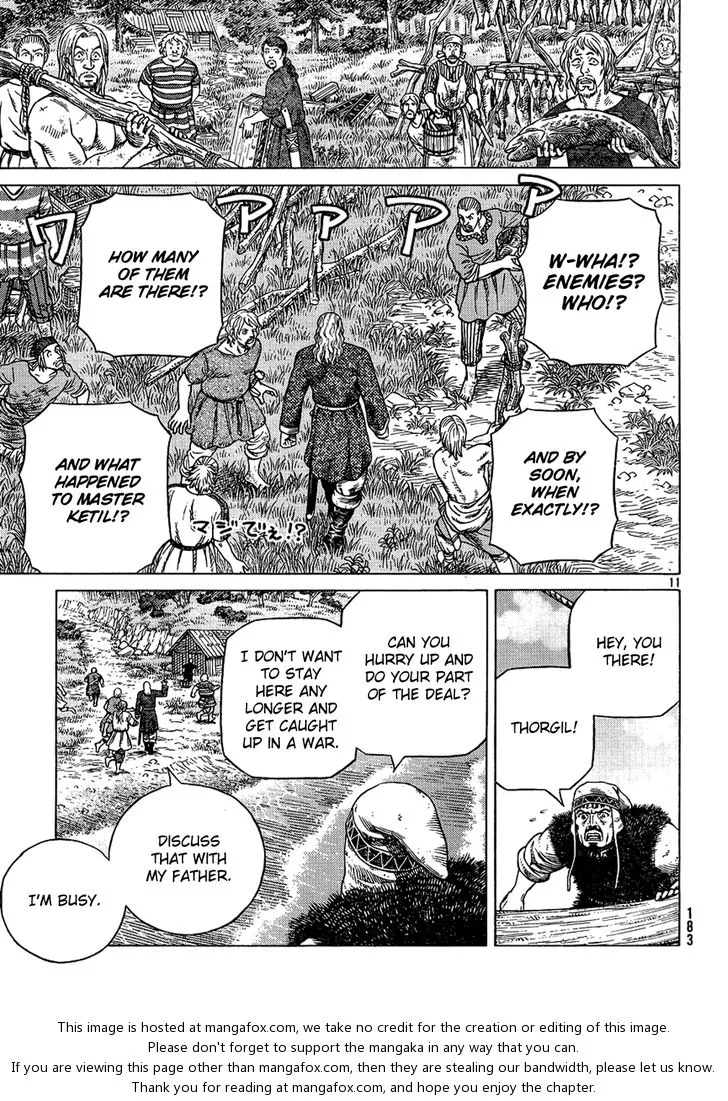 ワ ア ア ア ア
W-WHA!?
ENEMIES?
WHO!?
HOW MANY
OF THEM
ARE THERE!?
AND BY
SOON,
WHEN
EXACTLY!?
AND WHAT
HAPPENED
TO MASTER
KETIL!?
マジでぇ!?
11
HEY, YOU
THERE!
THORGIL!
CAN YOU
HURRY UP AND
DO YOUR PART
OF THE DEAL?
I DON'T WANT
TO STAY
HERE ANY
LONGER AND
GET CAUGHT
UP IN A WAR.
DISCUSS
THAT WITH
MY FATHER.
I'M BUSY.
183
This image is hosted at mangafox.com, we take no credit for the creation or editing of this image.
Please don't forget to support the mangaka in any way that you can.
If you are viewing this page other than mangafox.com, then they are stealing our bandwidth, please let us know.
Thank you for reading at mangafox.com, and hope you enjoy the chapter.